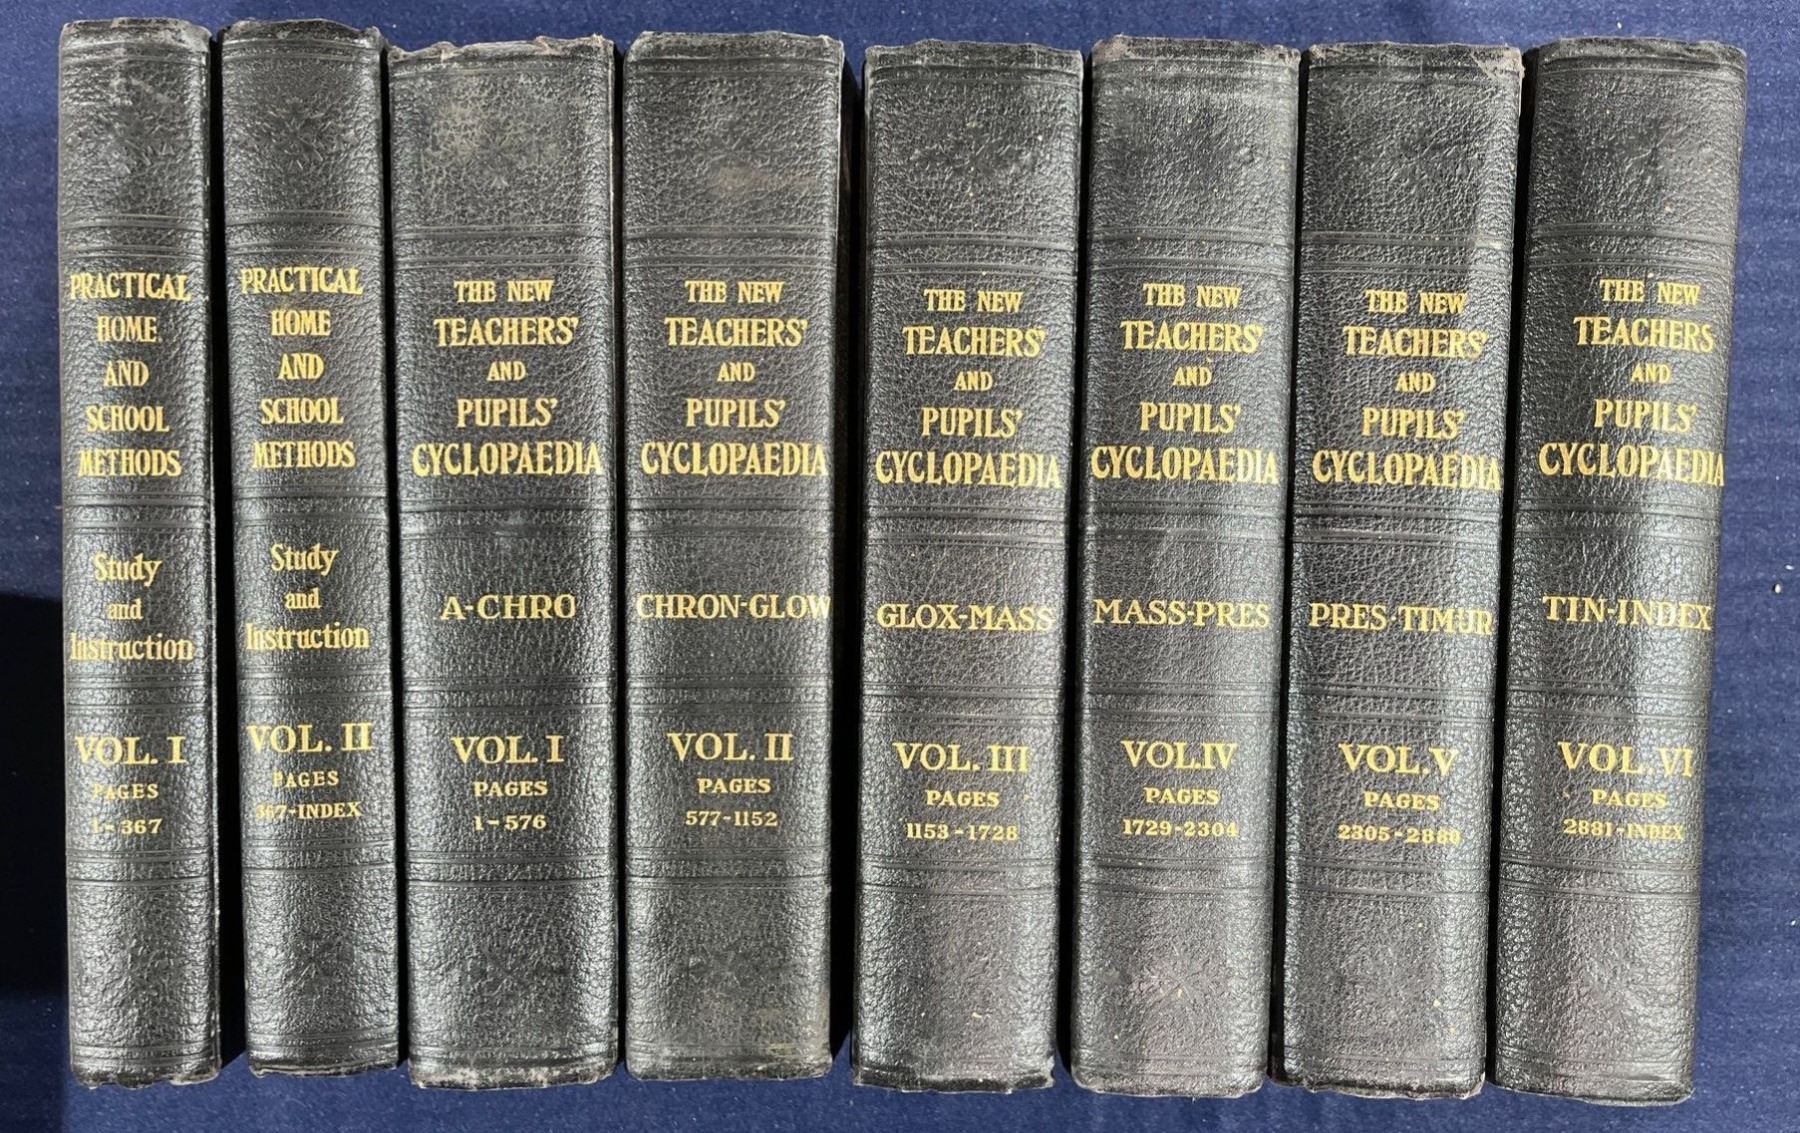 PRACTICAL
HOME
AND
SCHOOL
METHODS
Study
and
Instruction
VOL. I
PAGES
1-367
PRACTICAL
HOME
AND
SCHOOL
METHODS
Study
and
Instruction
VOL. II
PAGES
367-INDEX
THE NEW
TEACHERS'
AND
PUPILS'
CYCLOPAEDIA
A-CHRO
VOL. I
PAGES
1-576
THE NEW
TEACHERS'
AND
PUPILS'
CYCLOPAEDIA
CHRON-GLOW
VOL. II
PAGES
577-1152
THE NEW
TEACHERS'
AND
PUPILS'
CYCLOPAEDIA
GLOX-MASS
VOL. III
PAGES
1153-1728
THE NEW
TEACHERS'
AND
PUPILS'
CYCLOPAEDIA
MASS-PRES
VOL. IV
PAGES
1729-2304
THE NEW
TEACHERS'
AND
PUPILS'
CYCLOPAEDIA
PRES-TIMUR
VOL. V
PAGES
2305-2880
THE NEW
TEACHERS
AND
PUPILS'
CYCLOPAEDIA
TIN-INDEX
VOL. VI
PAGES
2881-INDEX